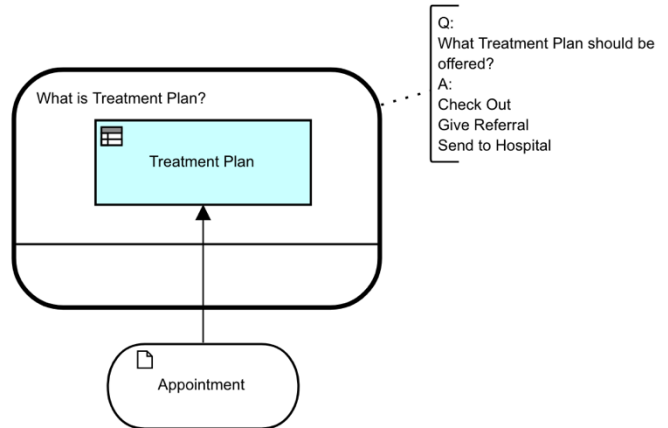 Q:
What Treatment Plan should be
offered?
A:
Check Out
Give Referral
Send to Hospital
What is Treatment Plan?
Treatment Plan
Appointment